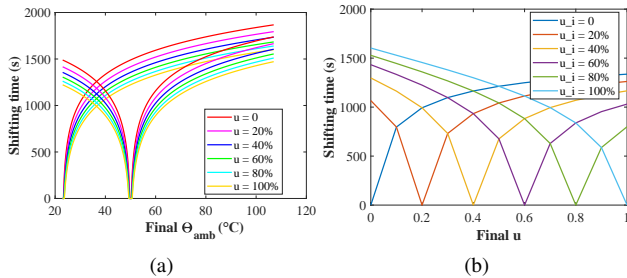 2000
1500
1000
500
0
Shifting time (s)
20 40 60 80 100 120
Final Θamb (°C)
u = 0
u = 20%
u = 40%
u = 60%
u = 80%
u = 100%
(a)
2000
1500
1000
500
0
Shifting time (s)
0 0.2 0.4 0.6 0.8 1
Final u
u_i = 0
u_i = 20%
u_i = 40%
u_i = 60%
u_i = 80%
u_i = 100%
(b)